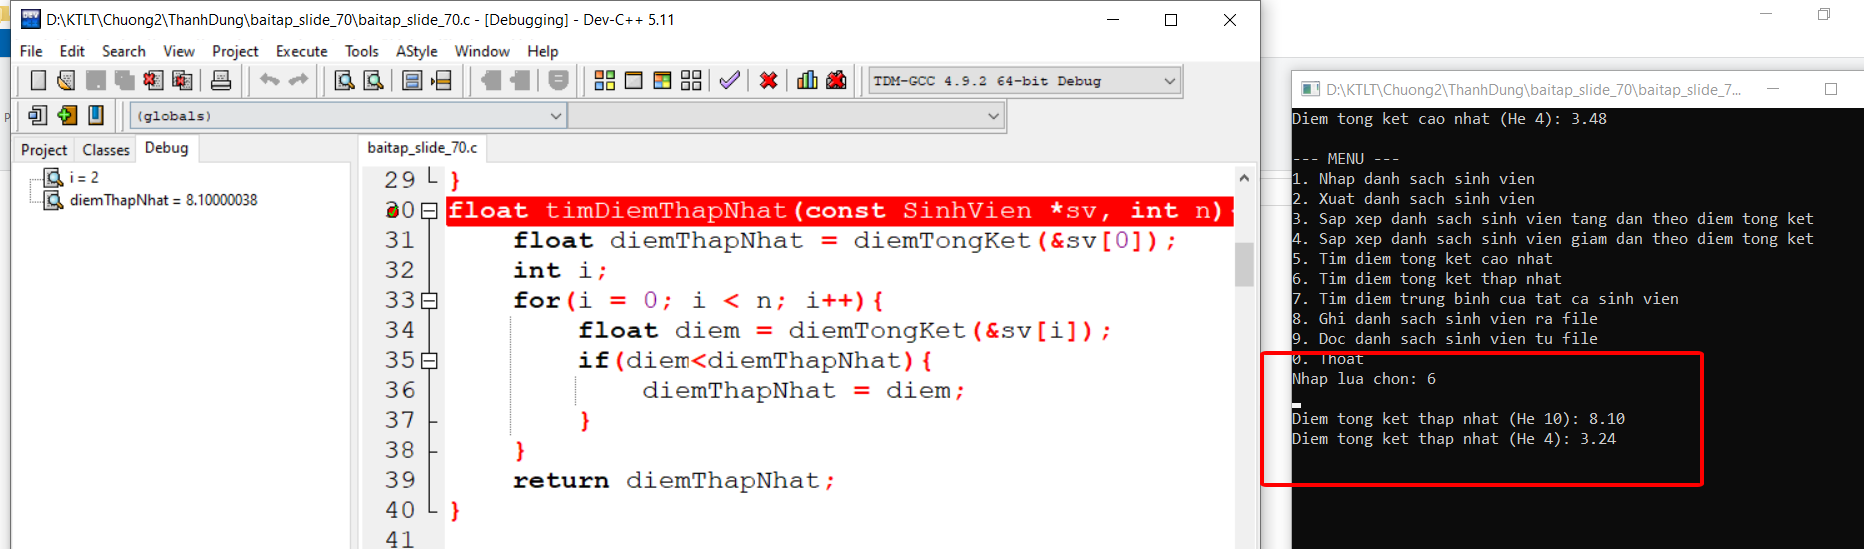 D:\KTLT\Chuong2\ThanhDung\baitap_slide_70\baitap_slide_70.c - [Debugging] - Dev-C++ 5.11
File Edit Search View Project Execute Tools AStyle Window Help
TDM-GCC 4.9.2 64-bit Debug
(globals)
Project Classes Debug
i = 2
diemThapNhat = 8.10000038
baitap_slide_70.c
29 }
30 float timDiemThapNhat(const SinhVien *sv, int n){
31 float diemThapNhat = diemTongKet(&sv[0]);
32 int i;
33 for(i = 0; i < n; i++){
34 float diem = diemTongKet(&sv[i]);
35 if(diem<diemThapNhat){
36 diemThapNhat = diem;
37 }
38 }
39 return diemThapNhat;
40 }
41
D:\KTLT\Chuong2\ThanhDung\baitap_slide_70\baitap_slide_7...
Diem tong ket cao nhat (He 4): 3.48
--- MENU ---
1. Nhap danh sach sinh vien
2. Xuat danh sach sinh vien
3. Sap xep danh sach sinh vien tang dan theo diem tong ket
4. Sap xep danh sach sinh vien giam dan theo diem tong ket
5. Tim diem tong ket cao nhat
6. Tim diem tong ket thap nhat
7. Tim diem trung binh cua tat ca sinh vien
8. Ghi danh sach sinh vien ra file
9. Doc danh sach sinh vien tu file
0. Thoat
Nhap lua chon: 6
Diem tong ket thap nhat (He 10): 8.10
Diem tong ket thap nhat (He 4): 3.24